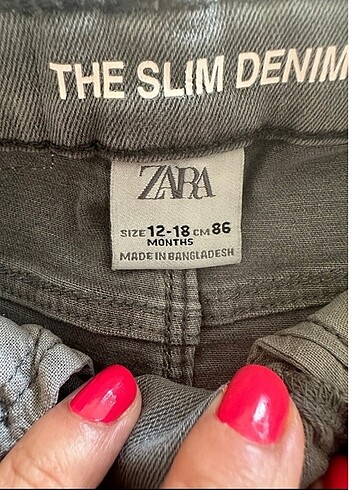 THE SLIM DENIM
ZARA
SIZE 12-18 CM 86
MONTHS
MADE IN BANGLADESH